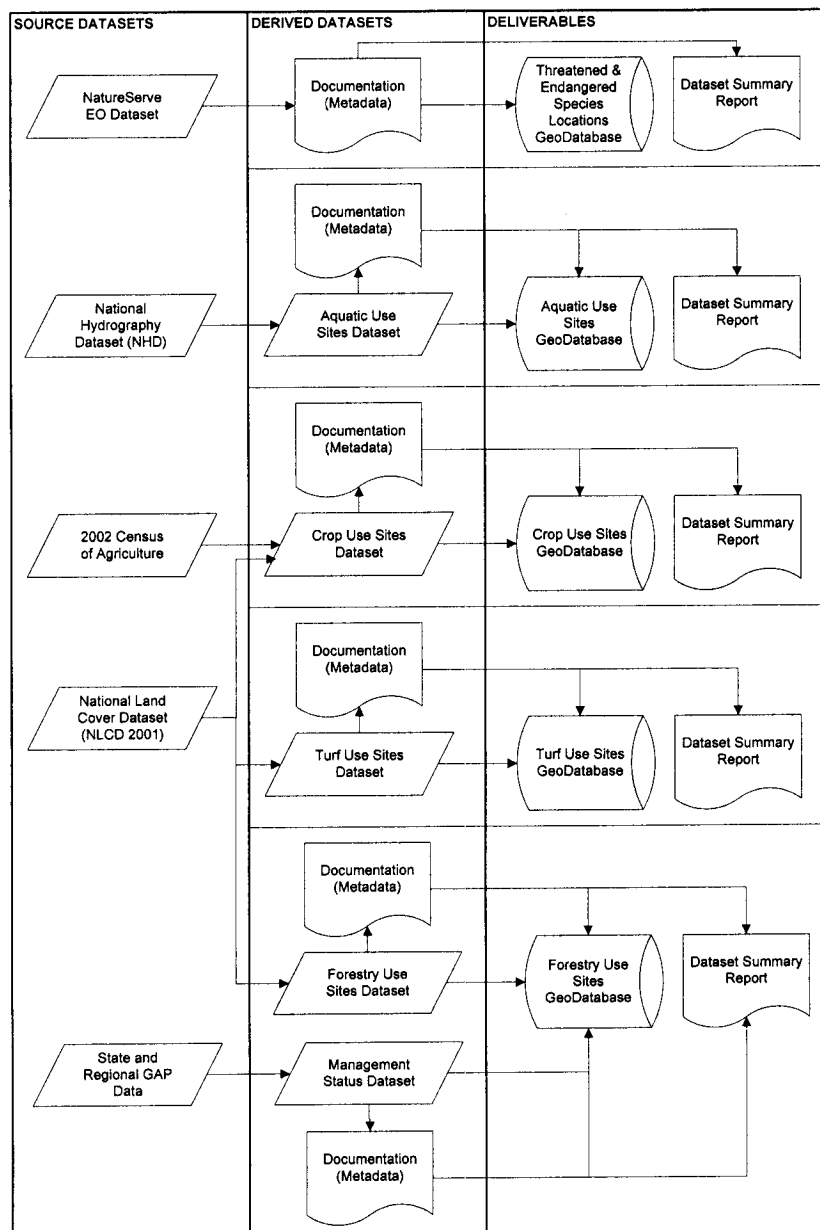 SOURCE DATASETS
DERIVED DATASETS
DELIVERABLES
NatureServe
EO Dataset
Documentation
(Metadata)
Threatened &
Endangered
Species
Locations
GeoDatabase
Dataset Summary
Report
Documentation
(Metadata)
National
Hydrography
Dataset (NHD)
Aquatic Use
Sites Dataset
Aquatic Use
Sites
GeoDatabase
Dataset Summary
Report
Documentation
(Metadata)
2002 Census
of Agriculture
Crop Use Sites
Dataset
Crop Use Sites
GeoDatabase
Dataset Summary
Report
Documentation
(Metadata)
National Land
Cover Dataset
(NLCD 2001)
Turf Use Sites
Dataset
Turf Use Sites
GeoDatabase
Dataset Summary
Report
Documentation
(Metadata)
Forestry Use
Sites Dataset
Forestry Use
Sites
GeoDatabase
Dataset Summary
Report
State and
Regional GAP
Data
Management
Status Dataset
Documentation
(Metadata)